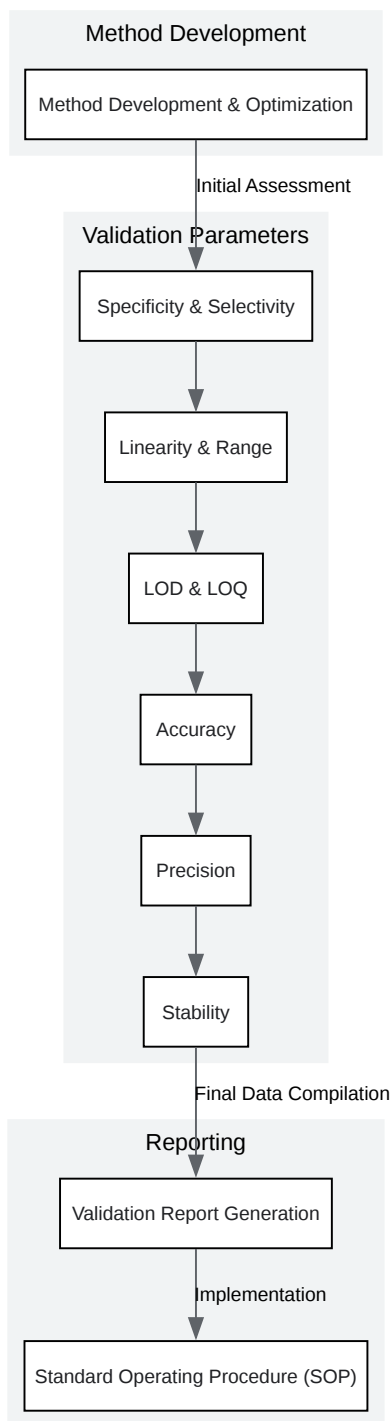 Method Development
Method Development & Optimization
Initial Assessment
Validation Parameters
Specificity & Selectivity
Linearity & Range
LOD & LOQ
Accuracy
Precision
Stability
Final Data Compilation
Reporting
Validation Report Generation
Implementation
Standard Operating Procedure (SOP)